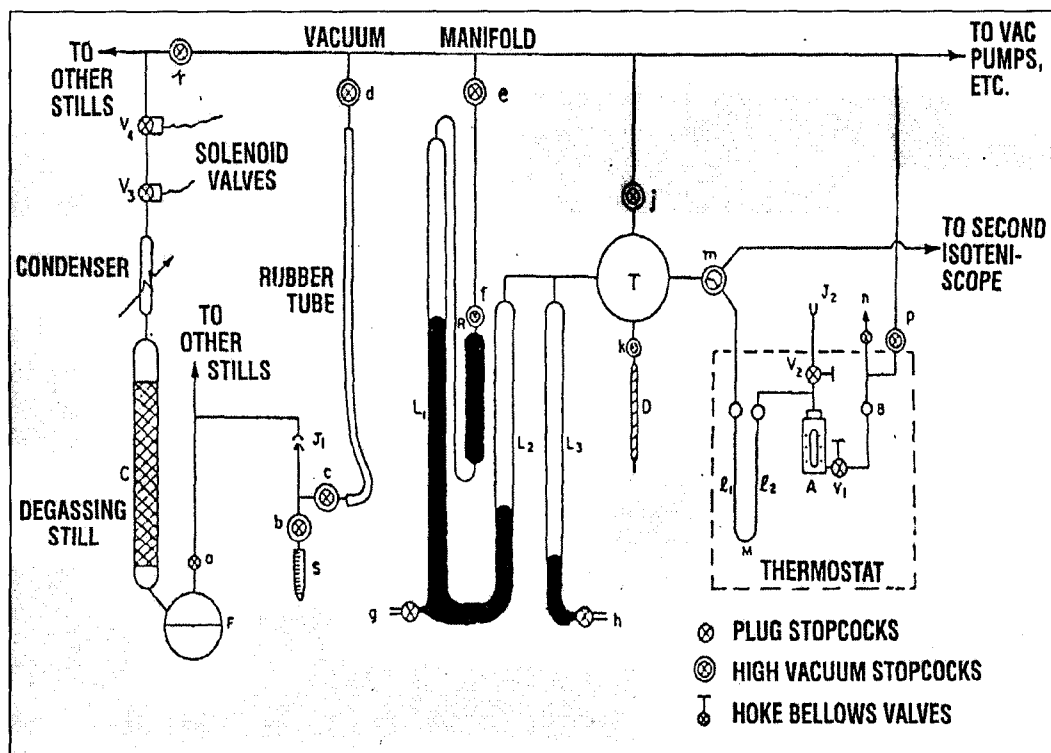 VACUUM MANIFOLD
TO
OTHER
STILLS
r
d
e
TO VAC
PUMPS,
ETC.
V4
SOLENOID
VALVES
V3
j
CONDENSER
RUBBER
TUBE
TO SECOND
ISOTENI-
SCOPE
m
T
f
R
J2
n
p
TO
OTHER
STILLS
k
V2
L1
D
B
L2
L3
J1
C
c
l1
l2
A
V1
DEGASSING
STILL
b
M
a
S
THERMOSTAT
F
g
h
PLUG STOPCOCKS
HIGH VACUUM STOPCOCKS
HOKE BELLOWS VALVES